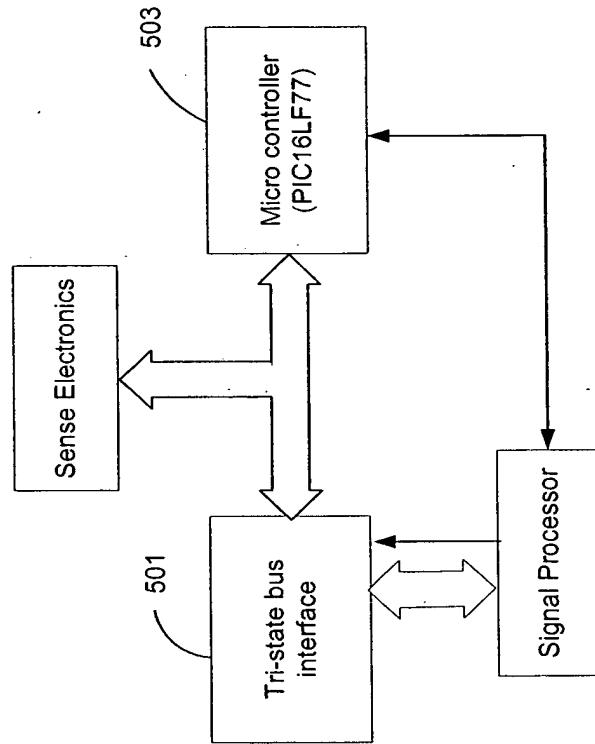 Sense Electronics
501
Tri-state bus
interface
503
Micro controller
(PIC16LF77)
Signal Processor